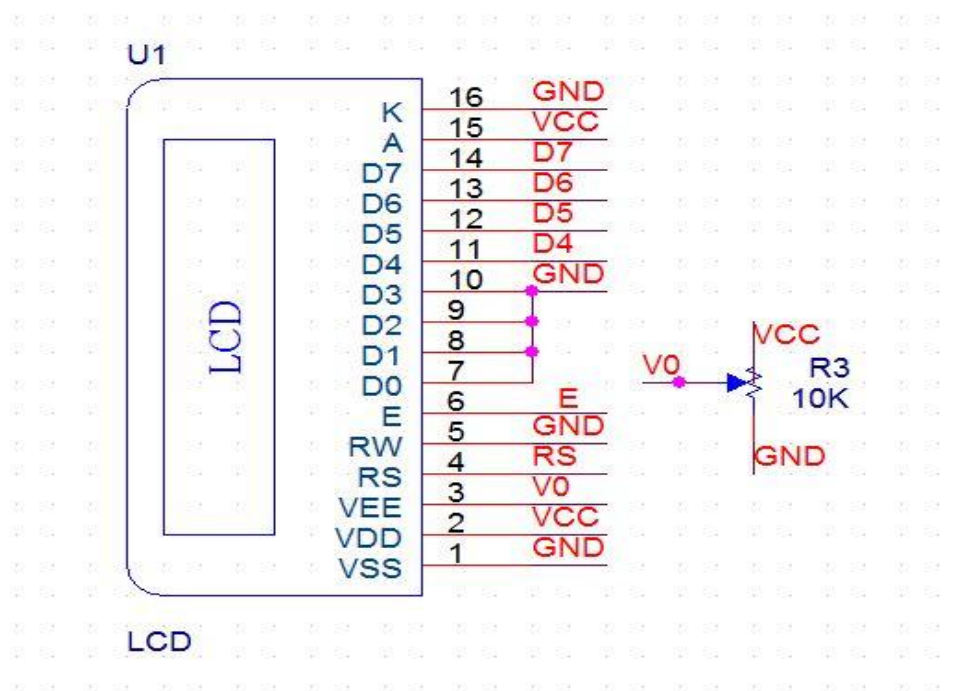 U1
K 16 GND
A 15 VCC
D7 14 D7
D6 13 D6
D5 12 D5
D4 11 D4
D3 10 GND
D2 9
D1 8
D0 7
E 6 E
RW 5 GND
RS 4 RS
VEE 3 V0
VDD 2 VCC
VSS 1 GND
LCD
LCD
VCC
V0
R3
10K
GND